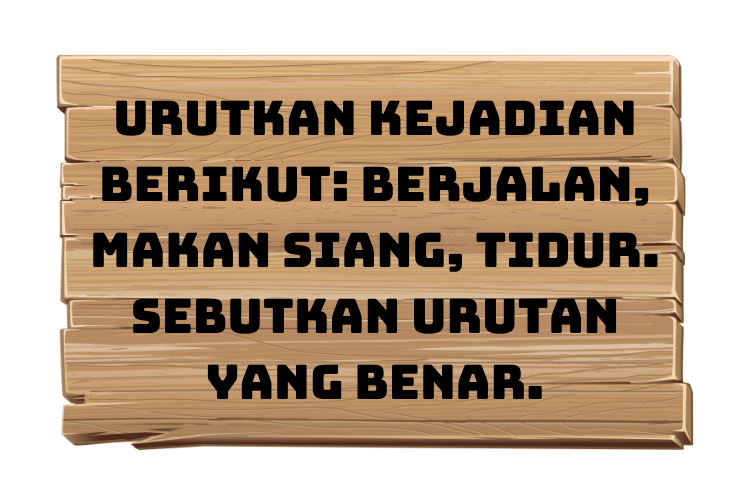 URUTKAN KEJADIAN
BERIKUT: BERJALAN,
MAKAN SIANG, TIDUR.
SEBUTKAN URUTAN
YANG BENAR.